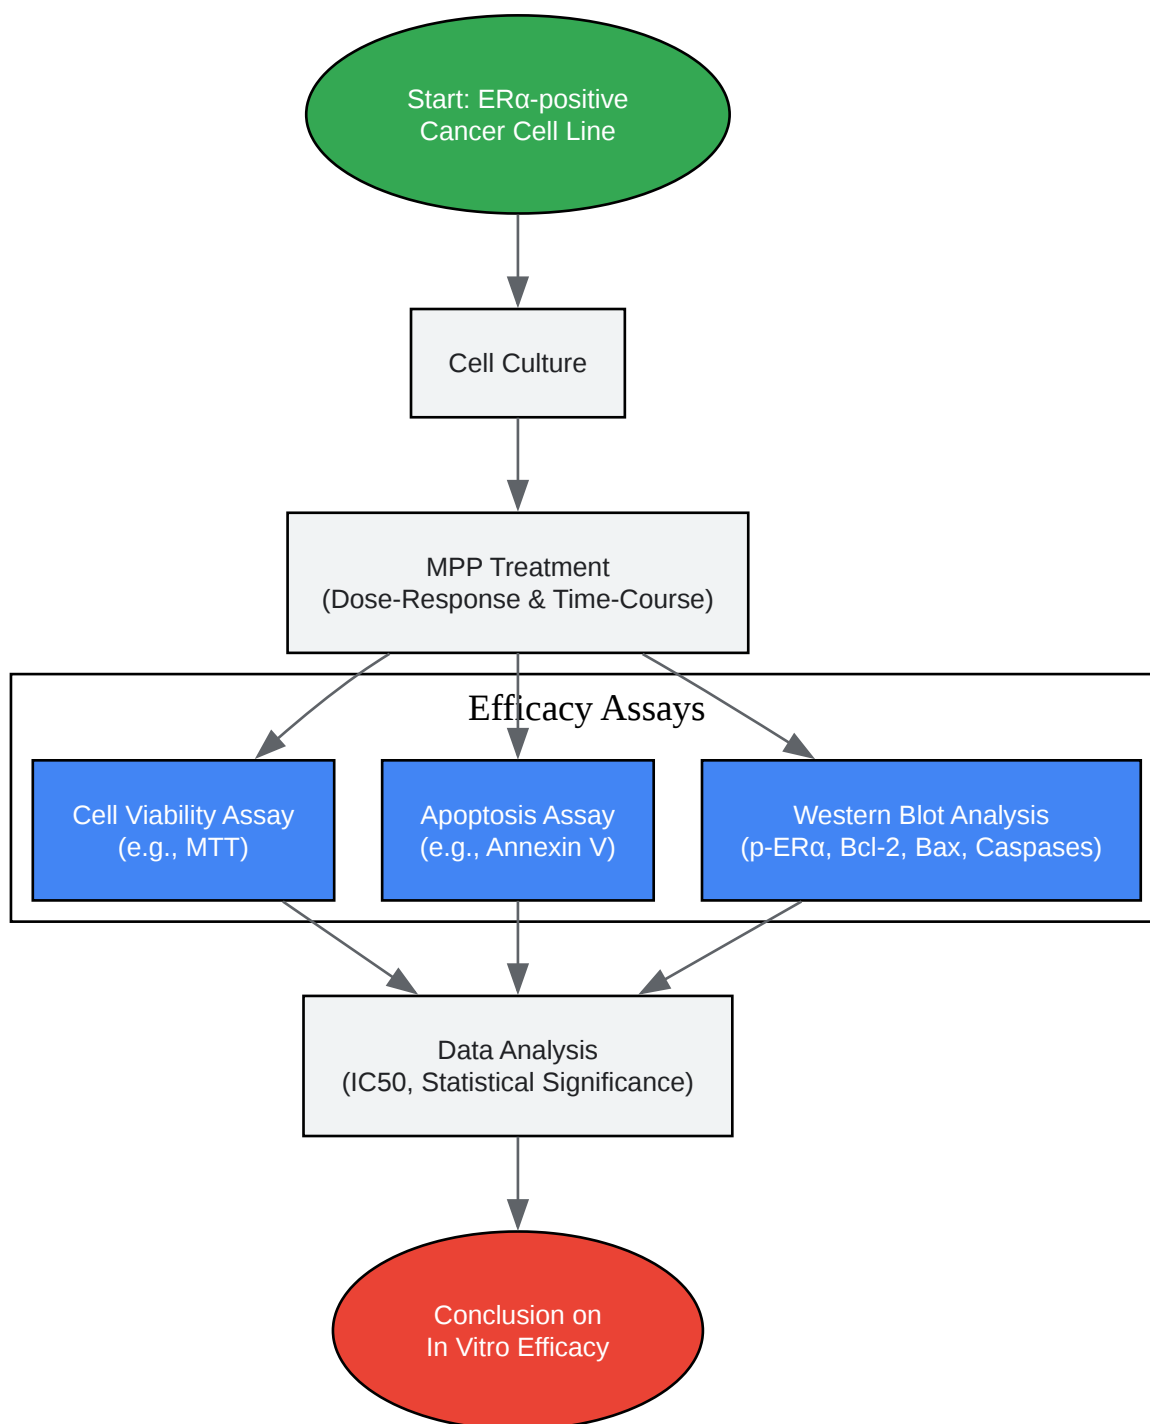 Start: ERα-positive
Cancer Cell Line
Cell Culture
MPP Treatment
(Dose-Response & Time-Course)
Efficacy Assays
Cell Viability Assay
(e.g., MTT)
Apoptosis Assay
(e.g., Annexin V)
Western Blot Analysis
(p-ERα, Bcl-2, Bax, Caspases)
Data Analysis
(IC50, Statistical Significance)
Conclusion on
In Vitro Efficacy